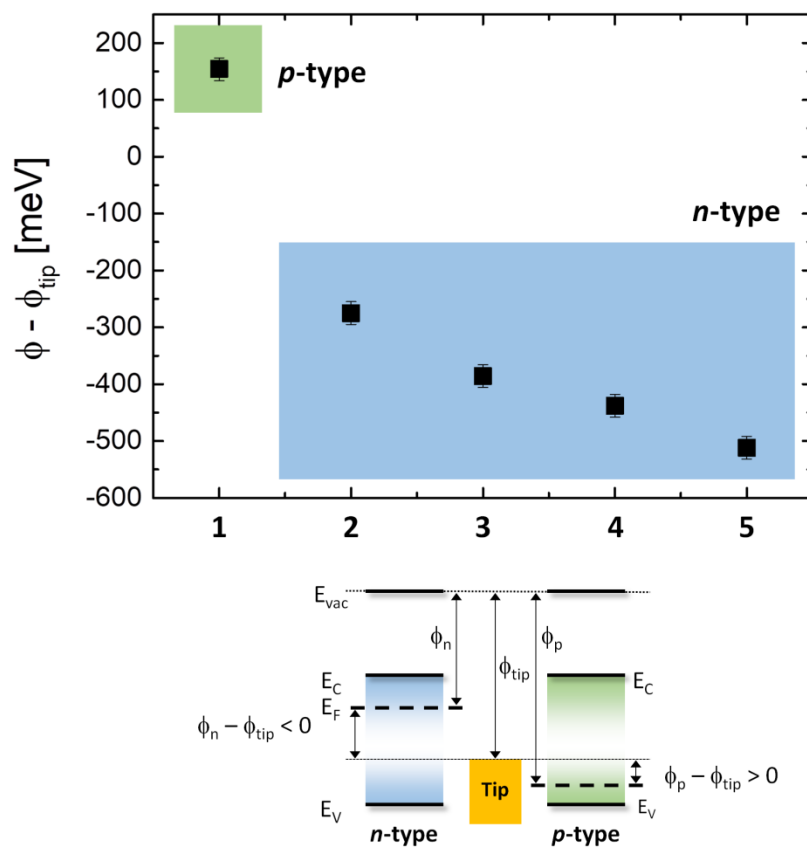 200
100
0
-100
-200
-300
-400
-500
-600
ϕ - ϕtip [meV]
p-type
n-type
1 2 3 4 5
Evac
ϕn
ϕtip
ϕp
EC
EF
EC
ϕn – ϕtip < 0
Tip
ϕp – ϕtip > 0
EV
EV
n-type
p-type